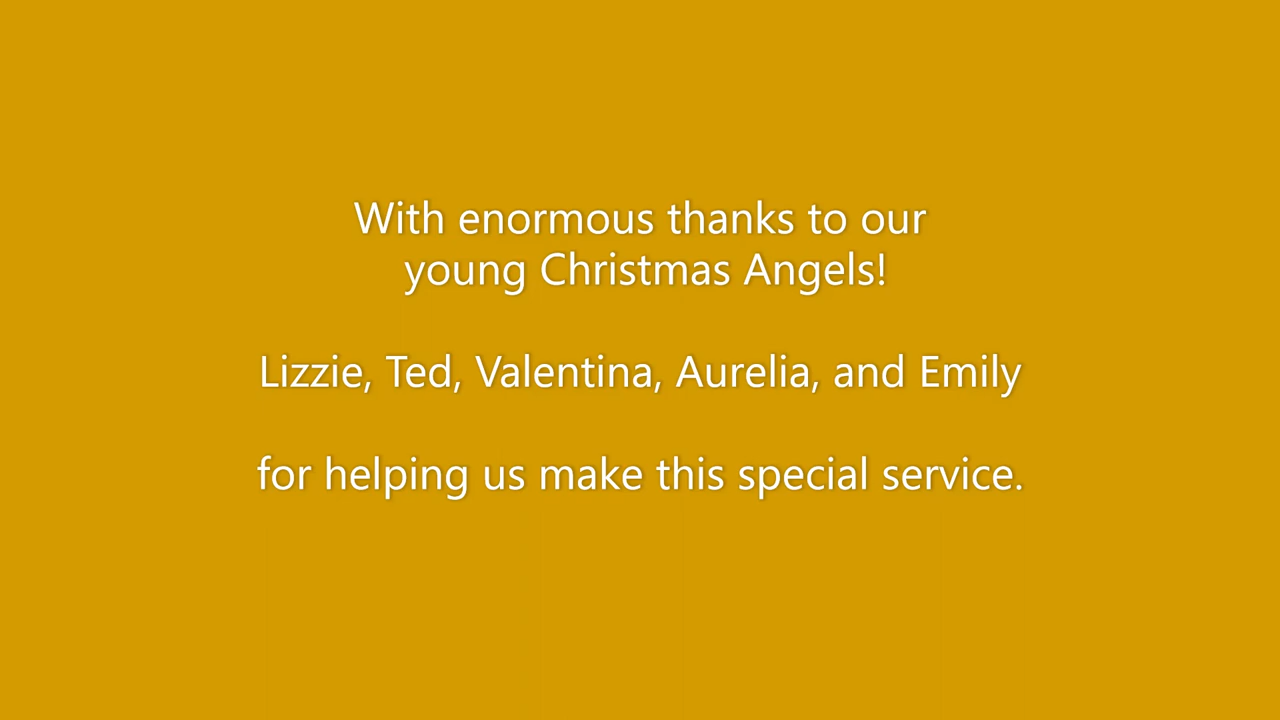 With enormous thanks to our
young Christmas Angels!
Lizzie, Ted, Valentina, Aurelia, and Emily
for helping us make this special service.